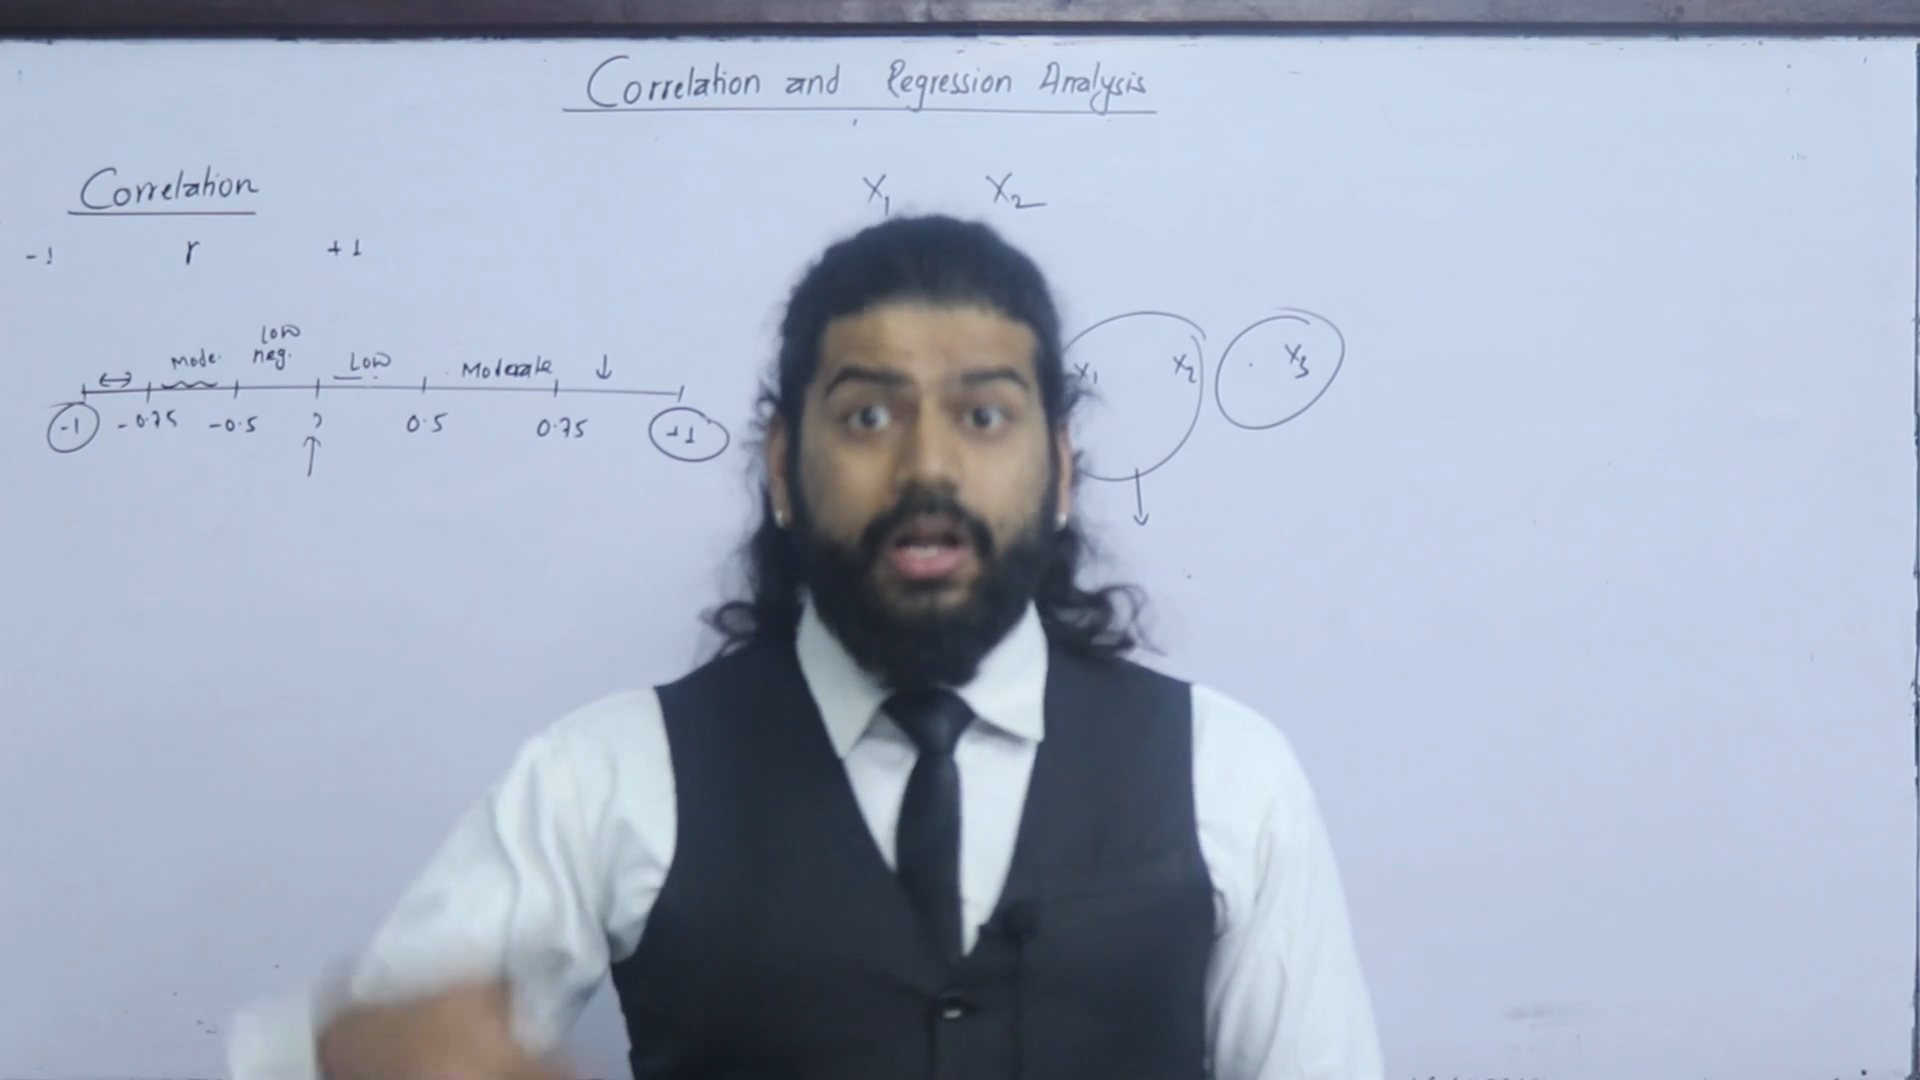 Correlation and Regression Analysis
Correlation
X1 X2
-1 r +1
Low
Mode. neg. Low Moderate
-1 -0.75 -0.5 0.5 0.75 +1
X1 X2 X3